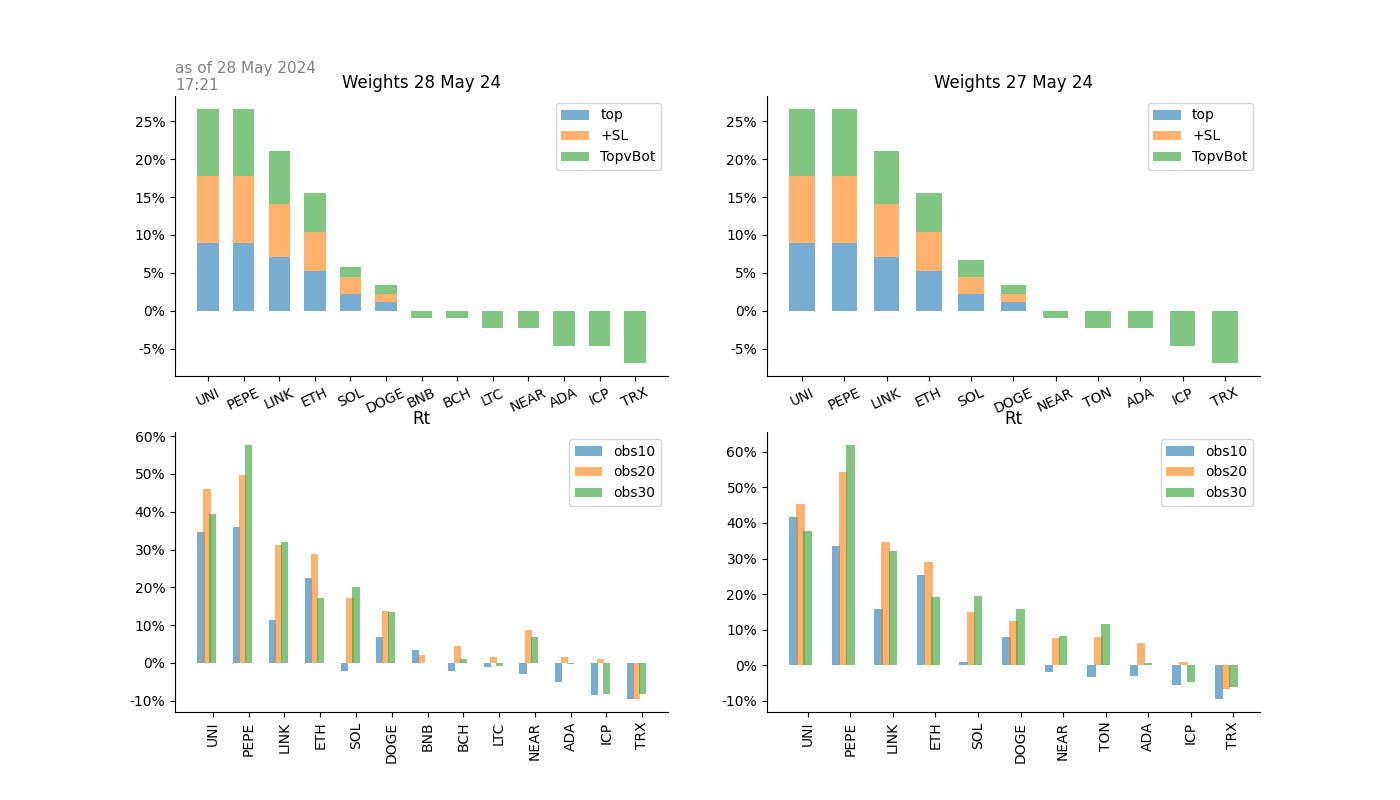 as of 28 May 2024
17:21
Weights 28 May 24
25%
20%
15%
10%
5%
0%
-5%
top
+SL
TopvBot
UNI PEPE LINK ETH SOL DOGE BNB BCH LTC NEAR ADA ICP TRX
Weights 27 May 24
25%
20%
15%
10%
5%
0%
-5%
top
+SL
TopvBot
UNI PEPE LINK ETH SOL DOGE NEAR TON ADA ICP TRX
Rt
60%
50%
40%
30%
20%
10%
0%
-10%
obs10
obs20
obs30
UNI PEPE LINK ETH SOL DOGE BNB BCH LTC NEAR ADA ICP TRX
Rt
60%
50%
40%
30%
20%
10%
0%
-10%
obs10
obs20
obs30
UNI PEPE LINK ETH SOL DOGE NEAR TON ADA ICP TRX